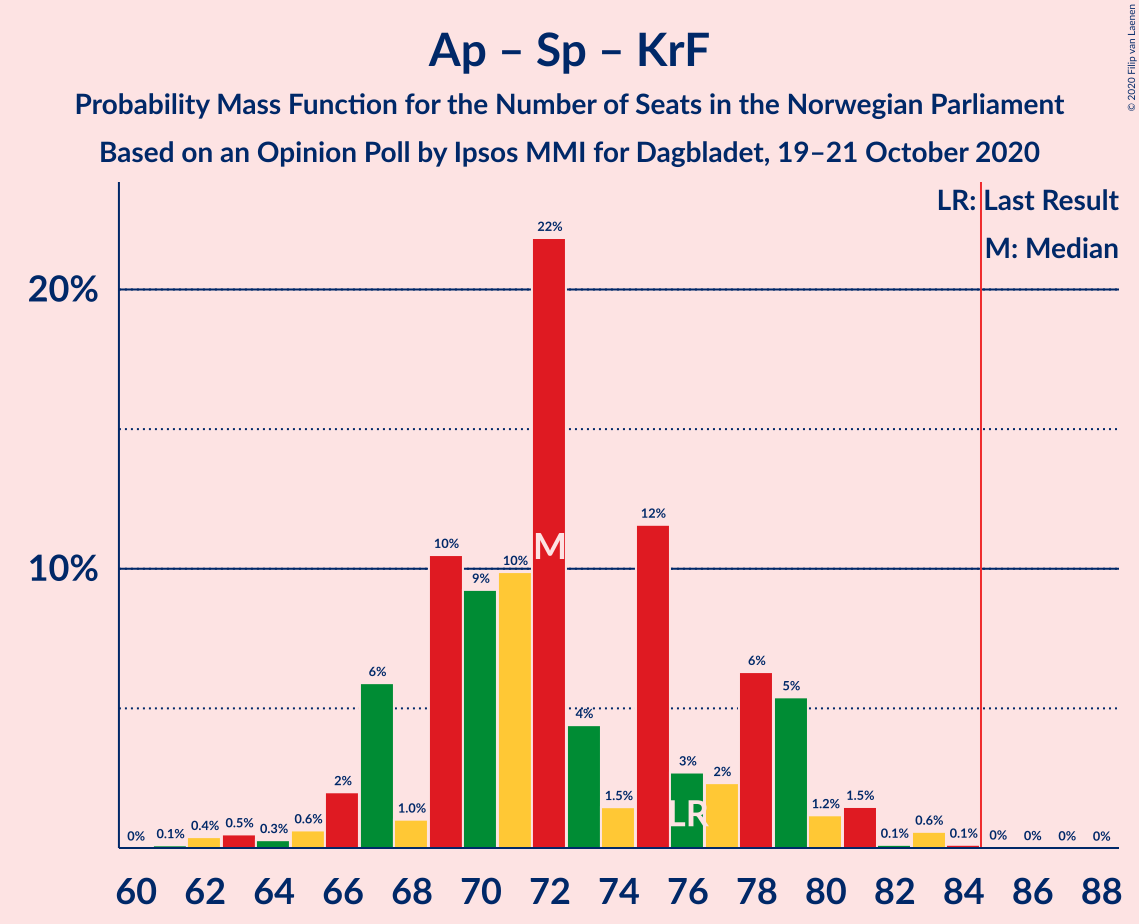 Ap – Sp – KrF
Probability Mass Function for the Number of Seats in the Norwegian Parliament
Based on an Opinion Poll by Ipsos MMI for Dagbladet, 19–21 October 2020
© 2020 Filip van Laenen
LR: Last Result
M: Median
20%
10%
0% 0.1% 0.4% 0.5% 0.3% 0.6% 2% 6% 1.0% 10% 9% 10% 22% 4% 1.5% 12% 3% 2% 6% 5% 1.2% 1.5% 0.1% 0.6% 0.1% 0% 0% 0% 0%
M
LR
60 62 64 66 68 70 72 74 76 78 80 82 84 86 88